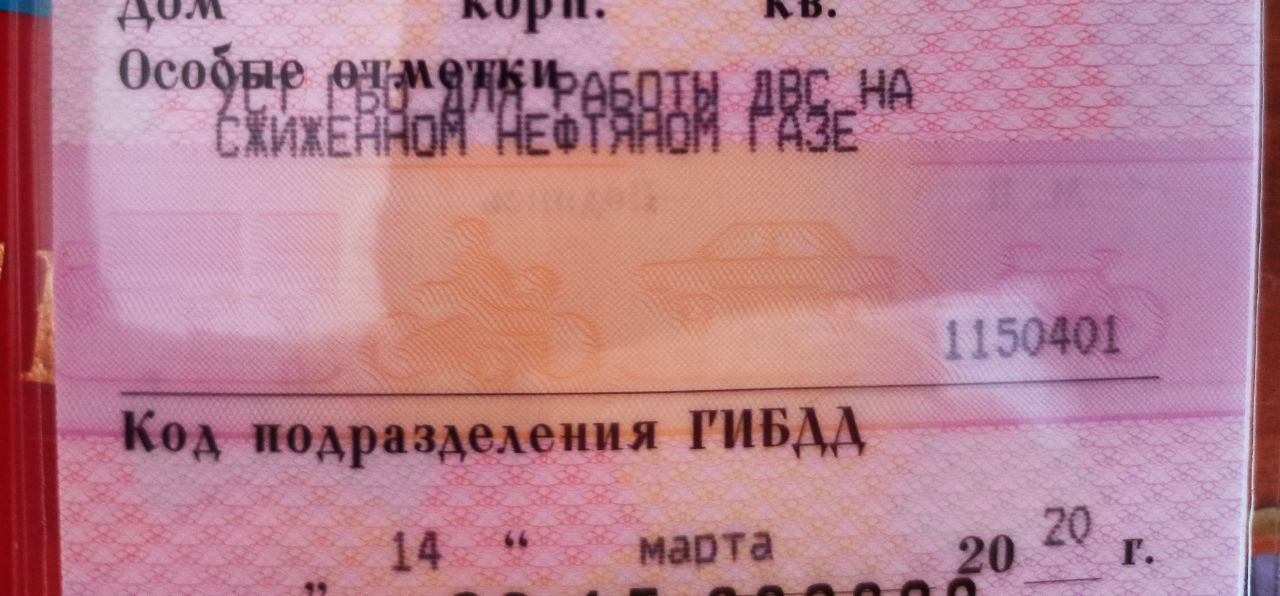 Дом корп. кв.
Особые отметки
УСТ ГБО ДЛЯ РАБОТЫ ДВС НА
СЖИЖЕННОМ НЕФТЯНОМ ГАЗЕ
1150401
Код подразделения ГИБДД
14 “ марта 20 20 г.
”